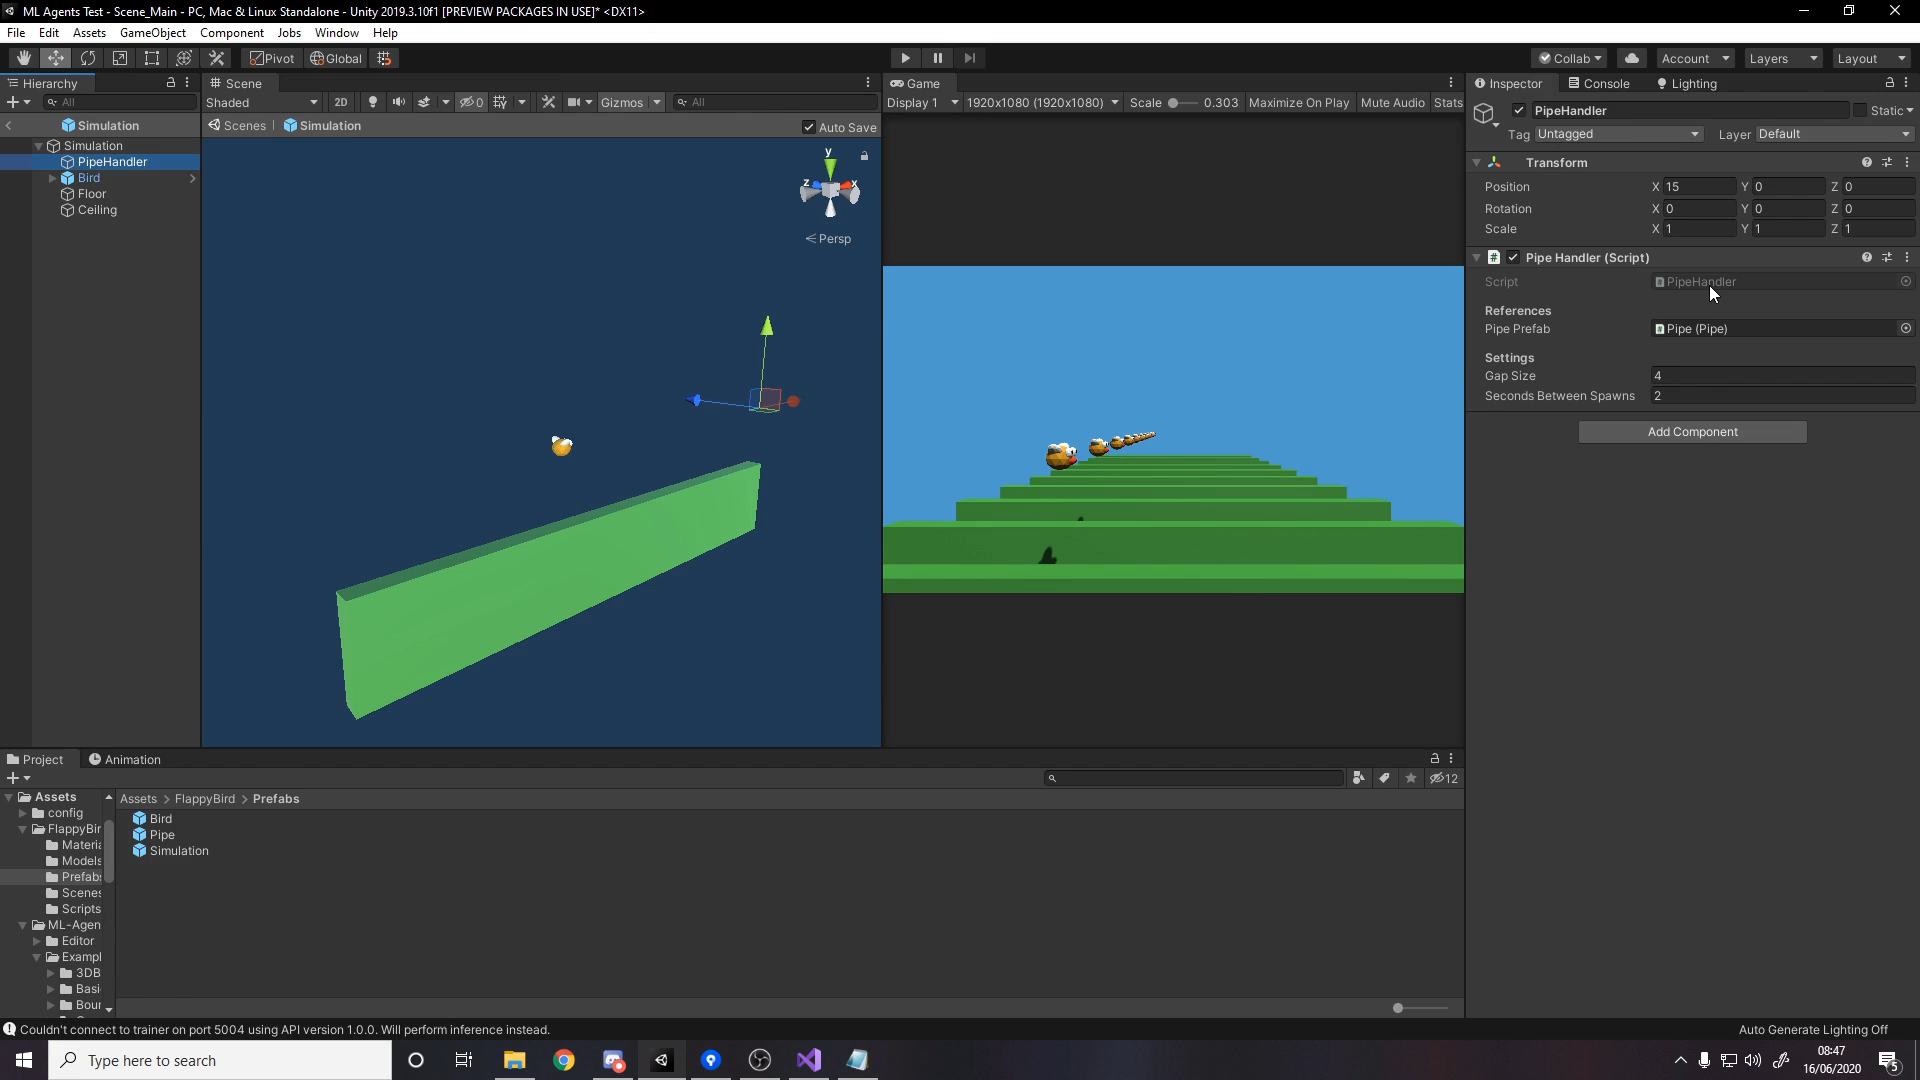 ML Agents Test - Scene_Main - PC, Mac & Linux Standalone - Unity 2019.3.10f1 [PREVIEW PACKAGES IN USE]* <DX11>
File Edit Assets GameObject Component Jobs Window Help
Pivot Global Collab Account Layers Layout
Hierarchy
All
Simulation
Simulation
PipeHandler
Bird
Floor
Ceiling
Scene
Shaded 2D 0 Gizmos All
Scenes Simulation Auto Save
y
z x
Persp
Game
Display 1 1920x1080 (1920x1080) Scale 0.303 Maximize On Play Mute Audio Stats
Inspector Console Lighting
PipeHandler Static
Tag Untagged Layer Default
Transform
Position X 15 Y 0 Z 0
Rotation X 0 Y 0 Z 0
Scale X 1 Y 1 Z 1
Pipe Handler (Script)
Script PipeHandler
References
Pipe Prefab Pipe (Pipe)
Settings
Gap Size 4
Seconds Between Spawns 2
Add Component
Project Animation
12
Assets
config
FlappyBir
Materia
Models
Prefabs
Scenes
Scripts
ML-Agen
Editor
Exampl
3DB
Basi
Boun
Assets > FlappyBird > Prefabs
Bird
Pipe
Simulation
Couldn't connect to trainer on port 5004 using API version 1.0.0. Will perform inference instead.
Auto Generate Lighting Off
Type here to search
08:47
16/06/2020
5